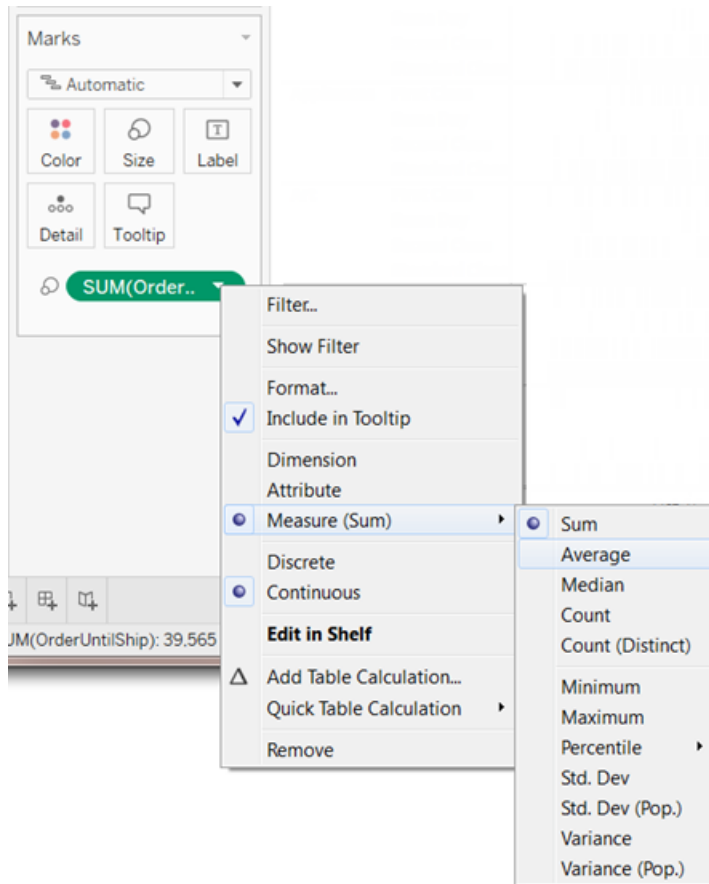 Marks
Automatic
Color Size Label
Detail Tooltip
SUM(Order..
Filter...
Show Filter
Format...
Include in Tooltip
Dimension
Attribute
Measure (Sum)
Discrete
Continuous
Edit in Shelf
Add Table Calculation...
Quick Table Calculation
Remove
Sum
Average
Median
Count
Count (Distinct)
Minimum
Maximum
Percentile
Std. Dev
Std. Dev (Pop.)
Variance
Variance (Pop.)
UM(OrderUntilShip): 39,565